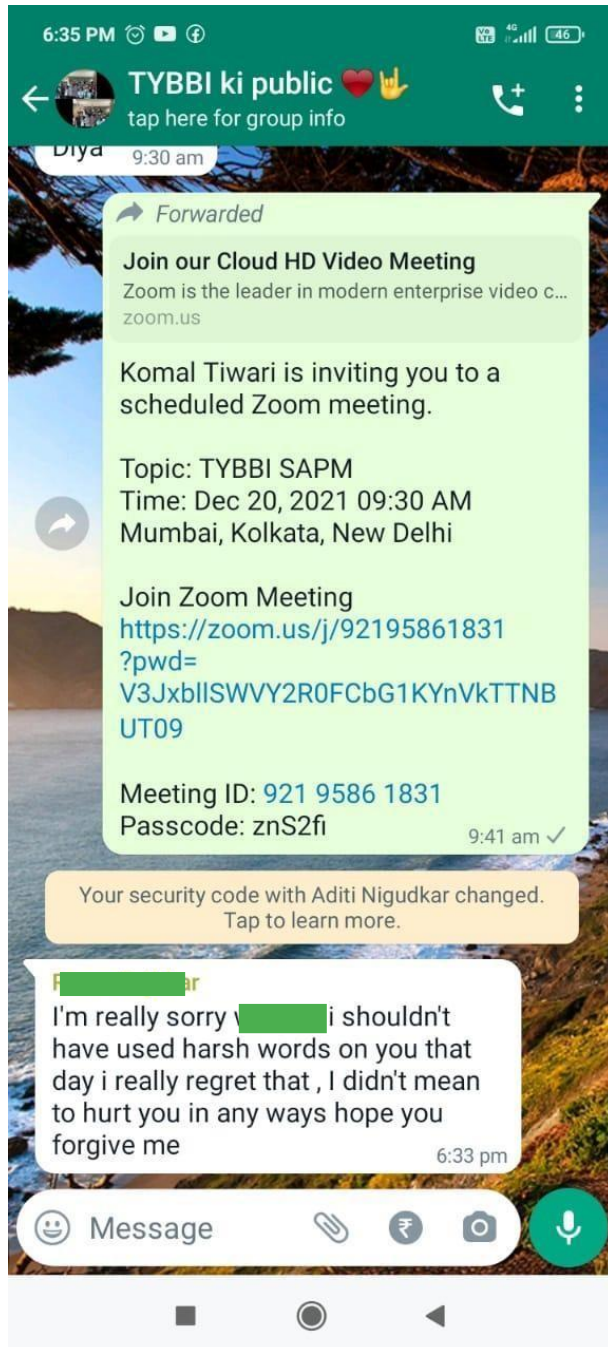 6:35 PM
4G
46
TYBBI ki public ❤️🤟
tap here for group info
Diya
9:30 am
Forwarded
Join our Cloud HD Video Meeting
Zoom is the leader in modern enterprise video c...
zoom.us
Komal Tiwari is inviting you to a
scheduled Zoom meeting.
Topic: TYBBI SAPM
Time: Dec 20, 2021 09:30 AM
Mumbai, Kolkata, New Delhi
Join Zoom Meeting
https://zoom.us/j/92195861831
?pwd=
V3JxbllSWVY2R0FCbG1KYnVkTTNB
UT09
Meeting ID: 921 9586 1831
Passcode: znS2fi
9:41 am
Your security code with Aditi Nigudkar changed.
Tap to learn more.
I'm really sorry i shouldn't
have used harsh words on you that
day i really regret that , I didn't mean
to hurt you in any ways hope you
forgive me
6:33 pm
Message
₹